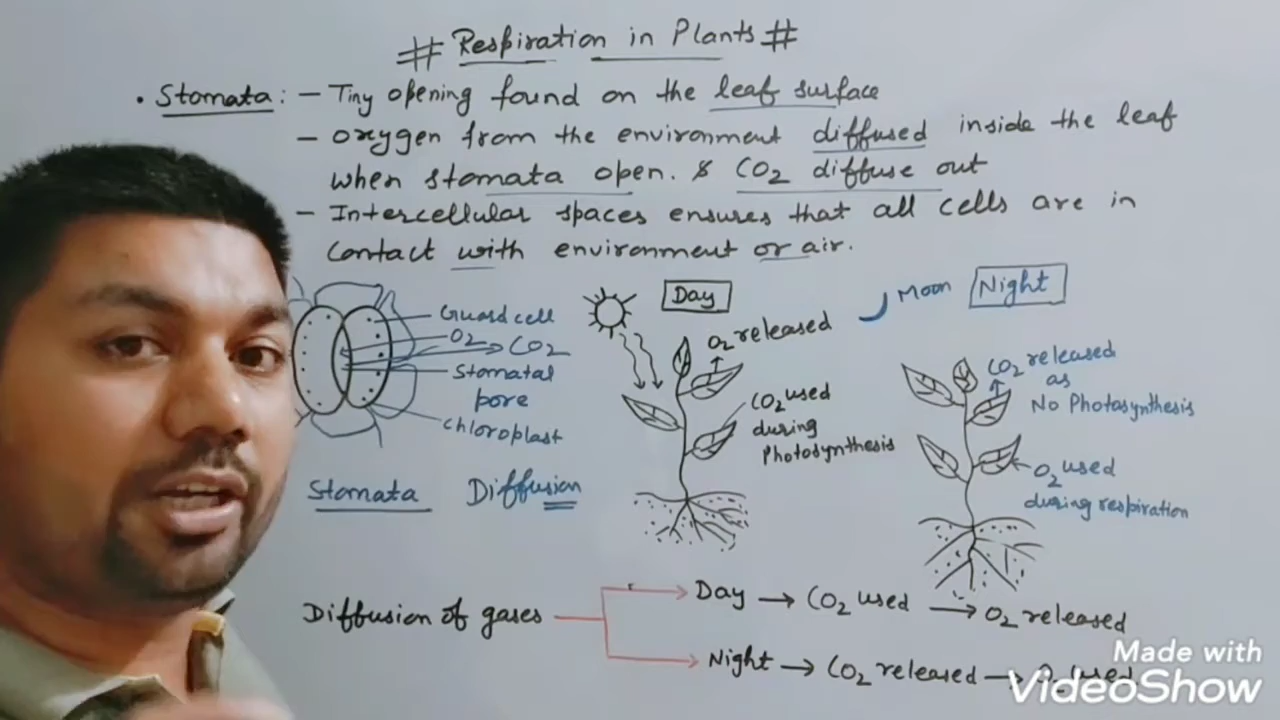 # Respiration in Plants #
• Stomata : – Tiny opening found on the leaf surface
– oxygen from the environment diffused inside the leaf
when stomata open. & CO2 diffuse out
– Intercellular spaces ensures that all cells are in
contact with environment or air.
Guard cell
O2
CO2
Stomatal
pore
chloroplast
Stomata Diffusion
Day
O2 released
CO2 used
during
Photosynthesis
Moon
Night
CO2 released
as
No Photosynthesis
O2 used
during respiration
Diffusion of gases
Day → CO2 used → O2 released
Night → CO2 released → O2 used
Made with
VideoShow